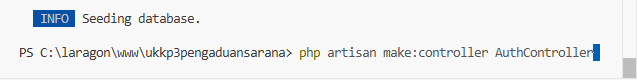 INFO Seeding database.
PS C:\laragon\www\ukkp3pengaduansarana> php artisan make:controller AuthController